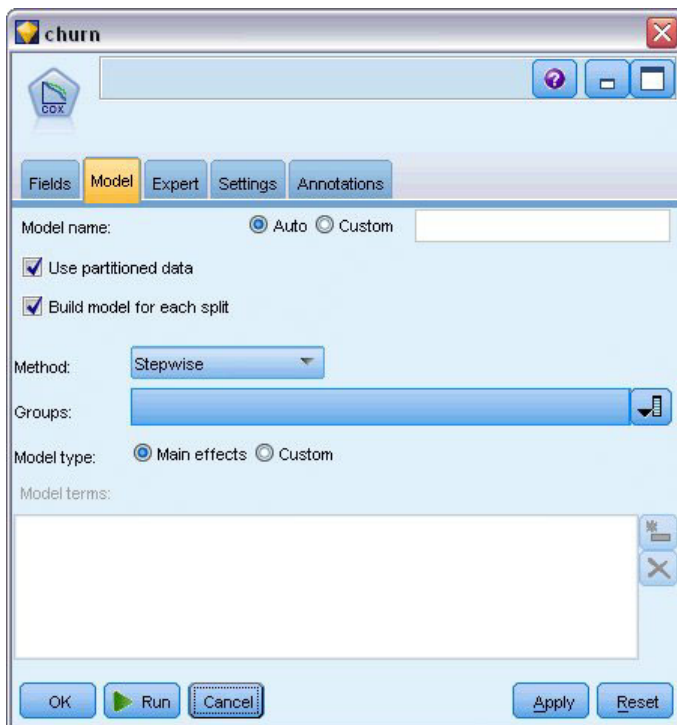 churn
COX
Fields Model Expert Settings Annotations
Model name: Auto Custom
Use partitioned data
Build model for each split
Method: Stepwise
Groups:
Model type: Main effects Custom
Model terms:
OK Run Cancel Apply Reset